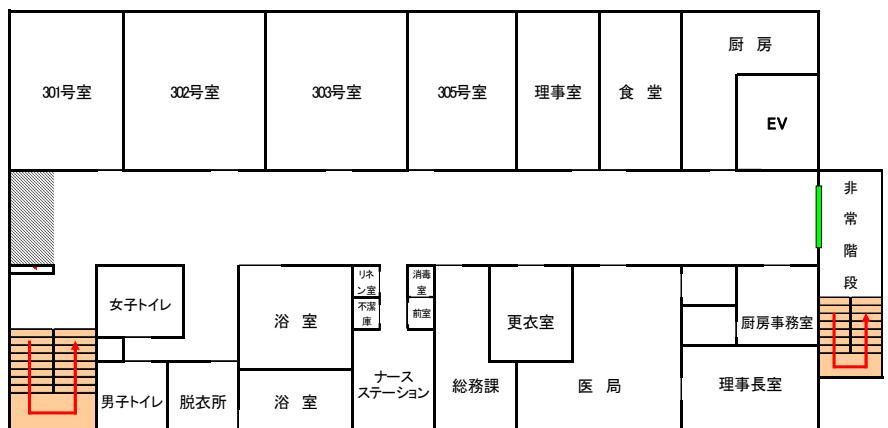 301号室
302号室
303号室
305号室
理事室
食 堂
厨 房
EV
非
常
階
段
女子トイレ
浴 室
リネ
ン室
不潔
庫
消毒
室
前室
更衣室
厨房事務室
男子トイレ
脱衣所
浴 室
ナース
ステーション
総務課
医 局
理事長室